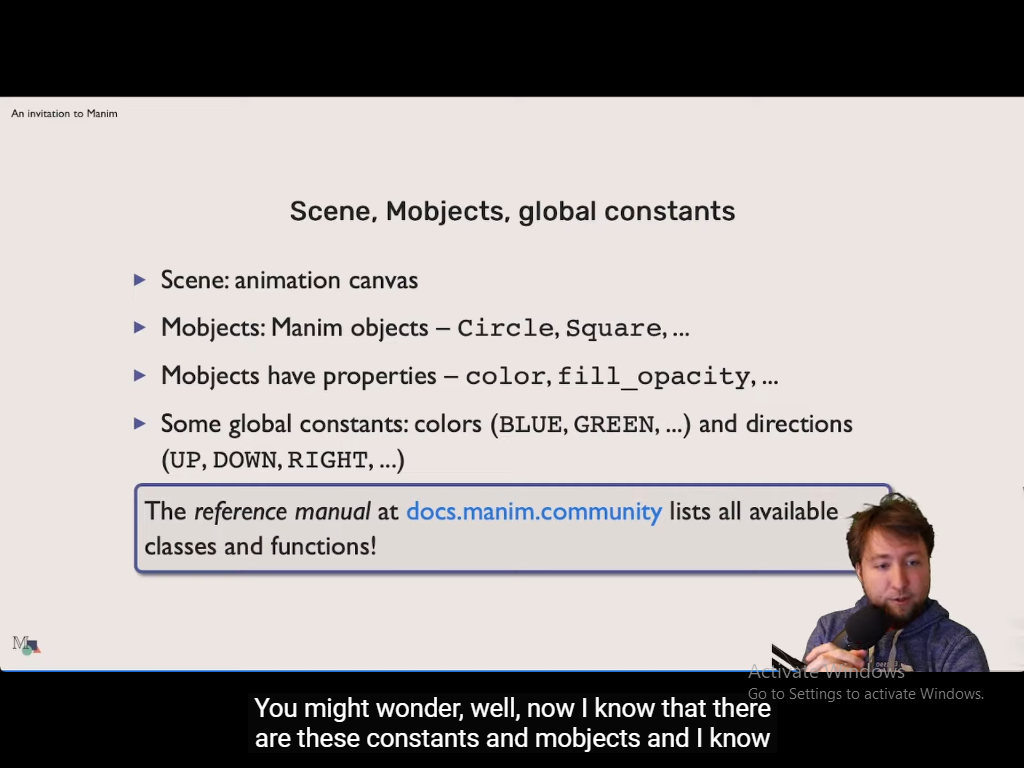 An invitation to Manim
Scene, Mobjects, global constants
▶ Scene: animation canvas
▶ Mobjects: Manim objects – Circle, Square, ...
▶ Mobjects have properties – color, fill_opacity, ...
▶ Some global constants: colors (BLUE, GREEN, ...) and directions
(UP, DOWN, RIGHT, ...)
The reference manual at docs.manim.community lists all available
classes and functions!
M
Activate Windows
Go to Settings to activate Windows.
You might wonder, well, now I know that there
are these constants and mobjects and I know